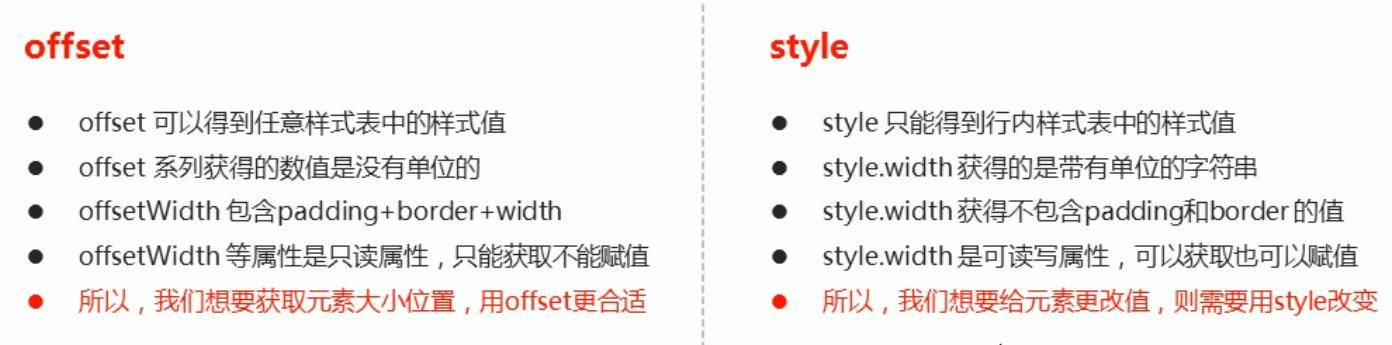 offset
● offset 可以得到任意样式表中的样式值
● offset 系列获得的数值是没有单位的
● offsetWidth 包含padding+border+width
● offsetWidth 等属性是只读属性，只能获取不能赋值
● 所以，我们想要获取元素大小位置，用offset更合适
style
● style 只能得到行内样式表中的样式值
● style.width 获得的是带有单位的字符串
● style.width 获得不包含padding和border 的值
● style.width 是可读写属性，可以获取也可以赋值
● 所以，我们想要给元素更改值，则需要用style改变